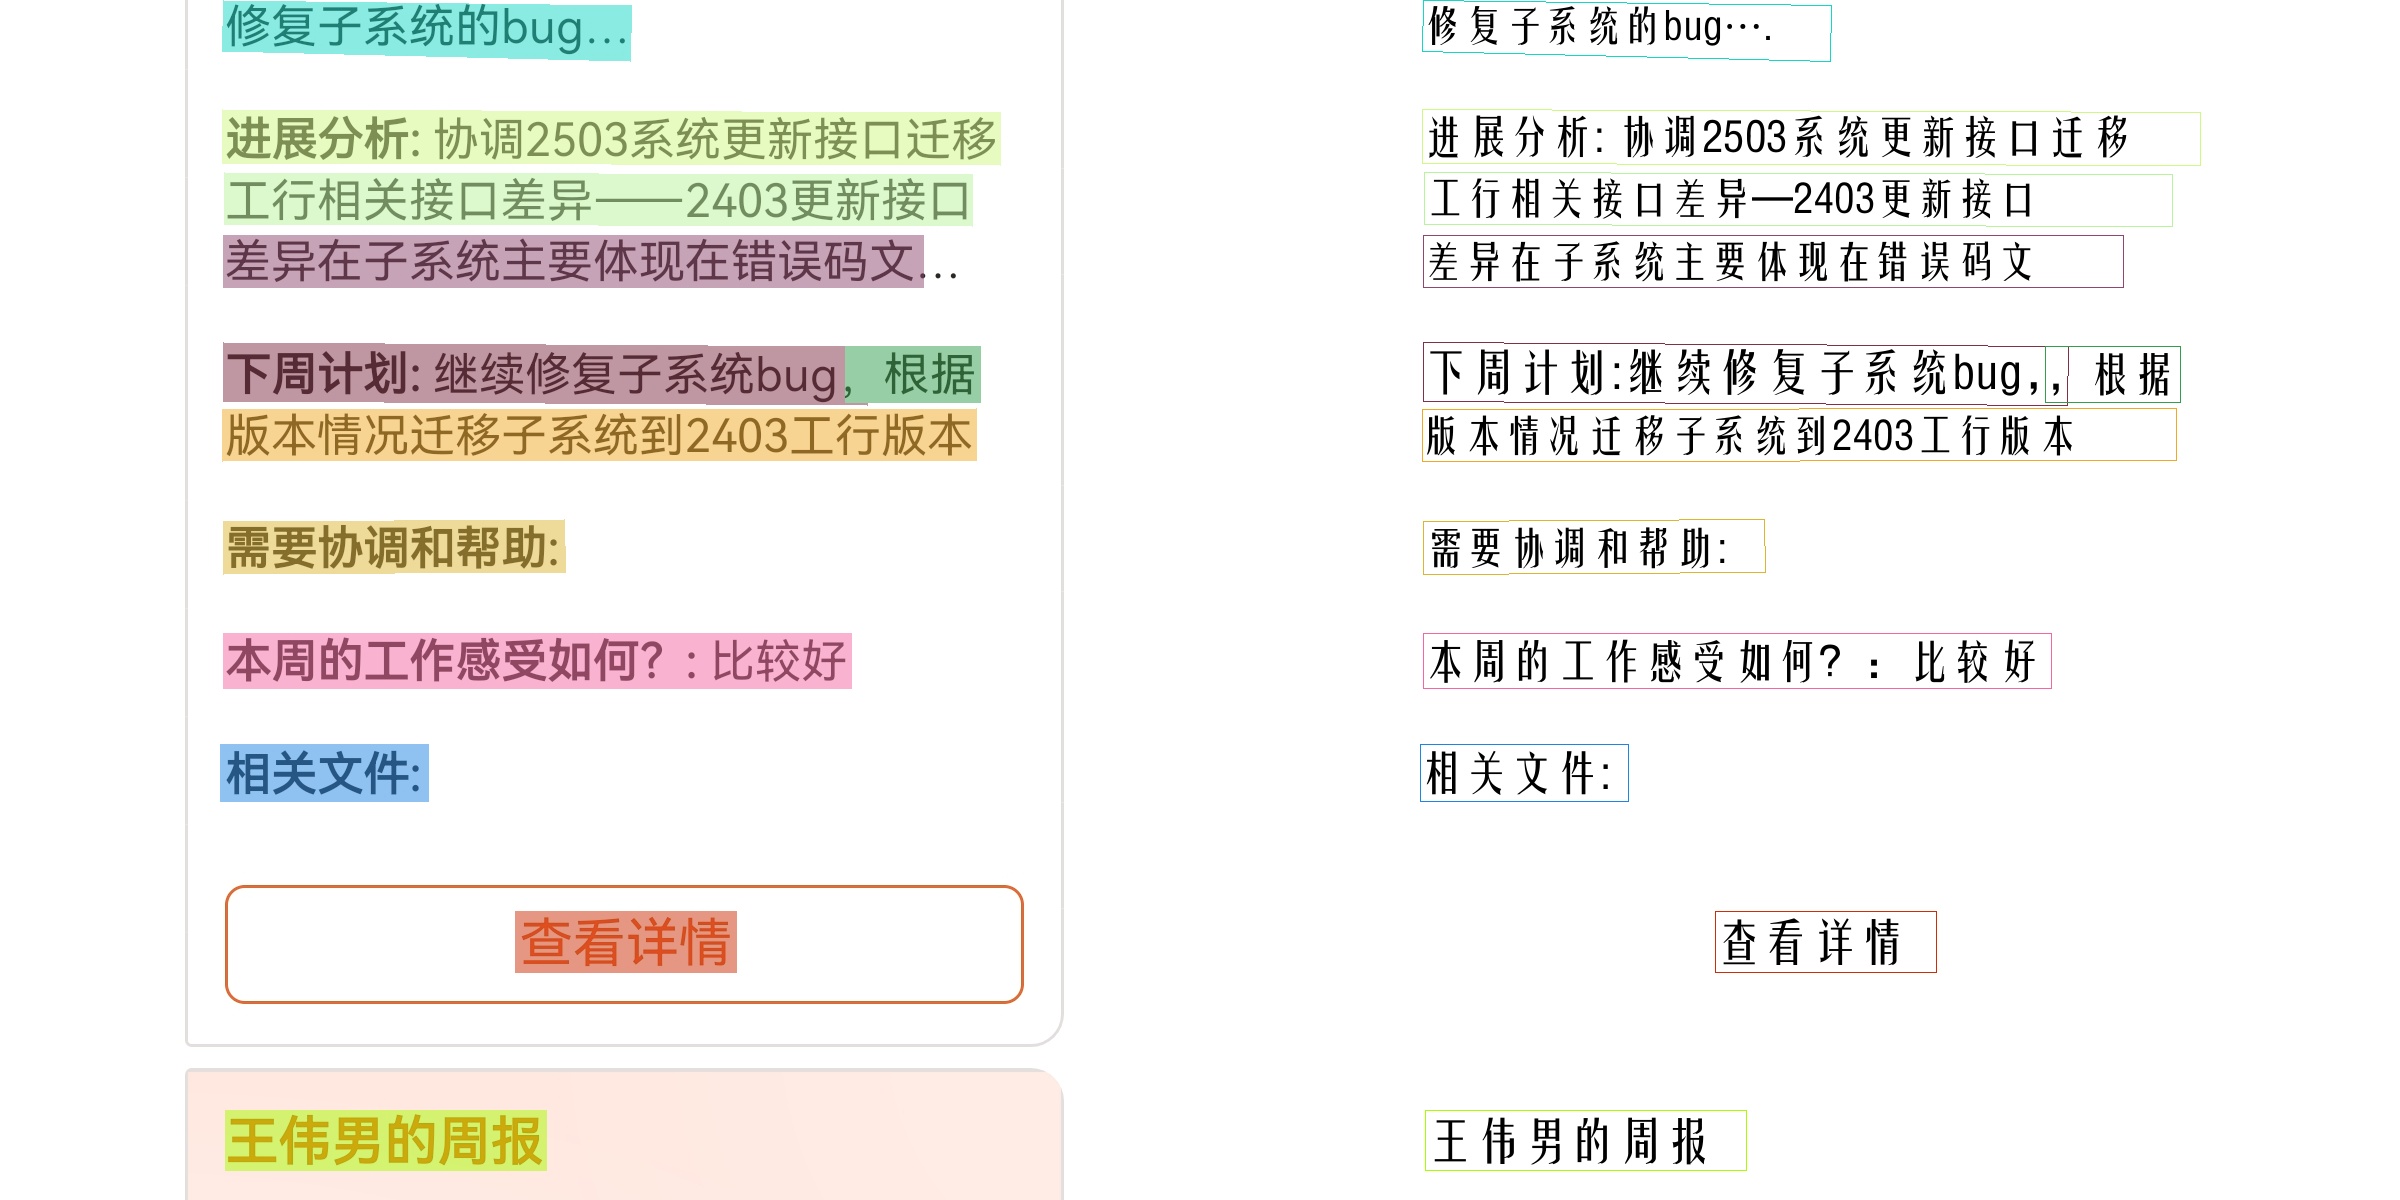 修复子系统的bug... 修复子系统的bug....
进展分析: 协调2503系统更新接口迁移 进展分析: 协调2503系统更新接口迁移
工行相关接口差异——2403更新接口 工行相关接口差异—2403更新接口
差异在子系统主要体现在错误码文... 差异在子系统主要体现在错误码文
下周计划: 继续修复子系统bug，根据 下周计划:继续修复子系统bug,, 根据
版本情况迁移子系统到2403工行版本 版本情况迁移子系统到2403工行版本
需要协调和帮助: 需要协调和帮助:
本周的工作感受如何？: 比较好 本周的工作感受如何？: 比较好
相关文件: 相关文件:
查看详情 查看详情
王伟男的周报 王伟男的周报